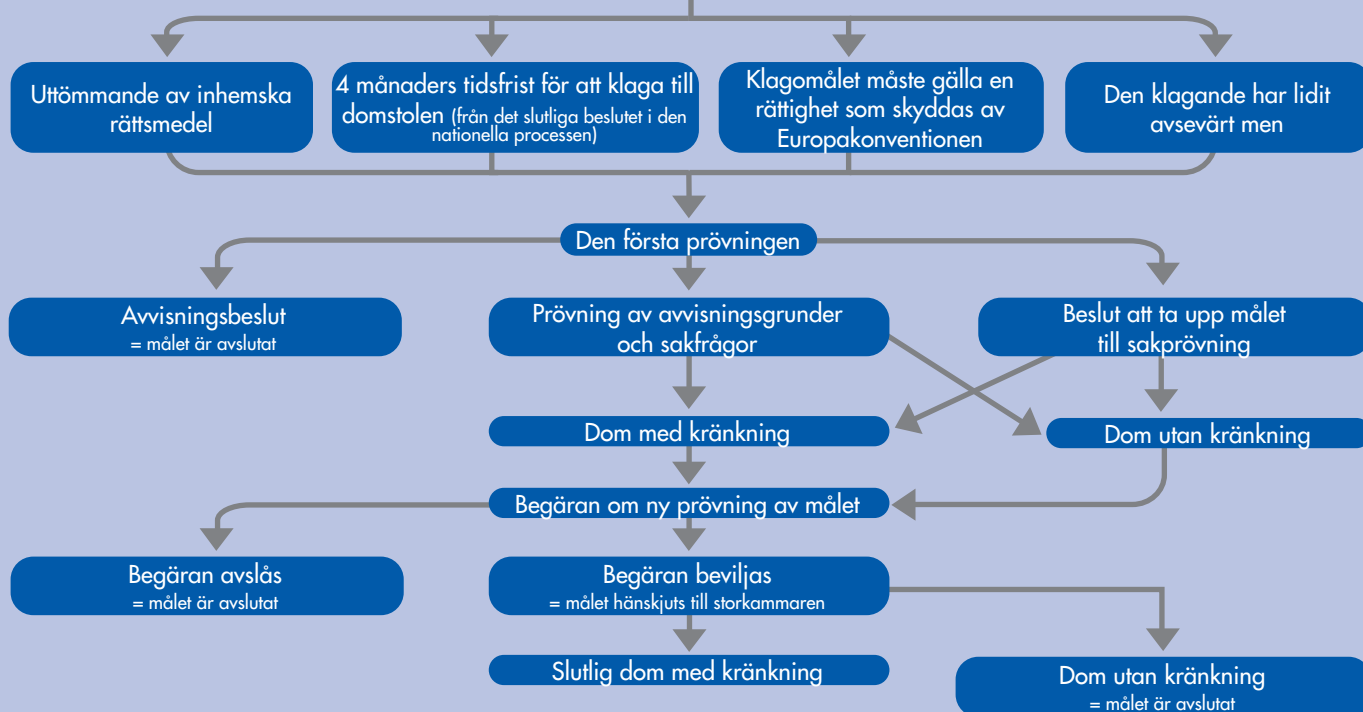 Uttömmande av inhemska
rättsmedel
4 månaders tidsfrist för att klaga till
domstolen (från det slutliga beslutet i den
nationella processen)
Klagomålet måste gälla en
rättighet som skyddas av
Europakonventionen
Den klagande har lidit
avsevärt men
Den första prövningen
Avvisningsbeslut
= målet är avslutat
Prövning av avvisningsgrunder
och sakfrågor
Beslut att ta upp målet
till sakprövning
Dom med kränkning
Dom utan kränkning
Begäran om ny prövning av målet
Begäran avslås
= målet är avslutat
Begäran beviljas
= målet hänskjuts till storkammaren
Slutlig dom med kränkning
Dom utan kränkning
= målet är avslutat